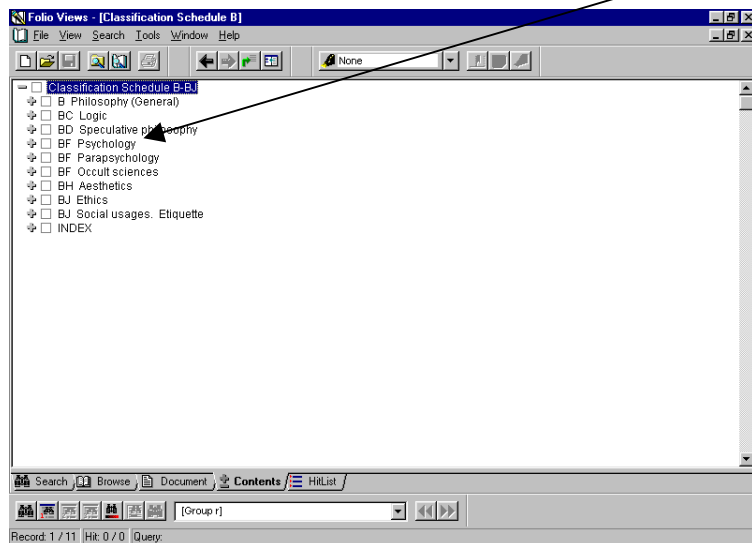 Folio Views - [Classification Schedule B]
File View Search Tools Window Help
None
Classification Schedule B-BJ
B Philosophy (General)
BC Logic
BD Speculative philosophy
BF Psychology
BF Parapsychology
BF Occult sciences
BH Aesthetics
BJ Ethics
BJ Social usages. Etiquette
INDEX
Search Browse Document Contents HitList
[Group r]
Record: 1 / 11 Hit: 0 / 0 Query: